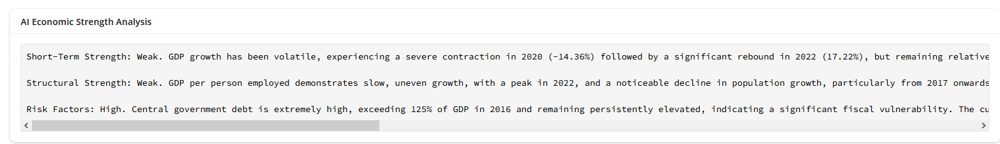 AI Economic Strength Analysis
Short-Term Strength: Weak. GDP growth has been volatile, experiencing a severe contraction in 2020 (-14.36%) followed by a significant rebound in 2022 (17.22%), but remaining relative
Structural Strength: Weak. GDP per person employed demonstrates slow, uneven growth, with a peak in 2022, and a noticeable decline in population growth, particularly from 2017 onwards
Risk Factors: High. Central government debt is extremely high, exceeding 125% of GDP in 2016 and remaining persistently elevated, indicating a significant fiscal vulnerability. The cu